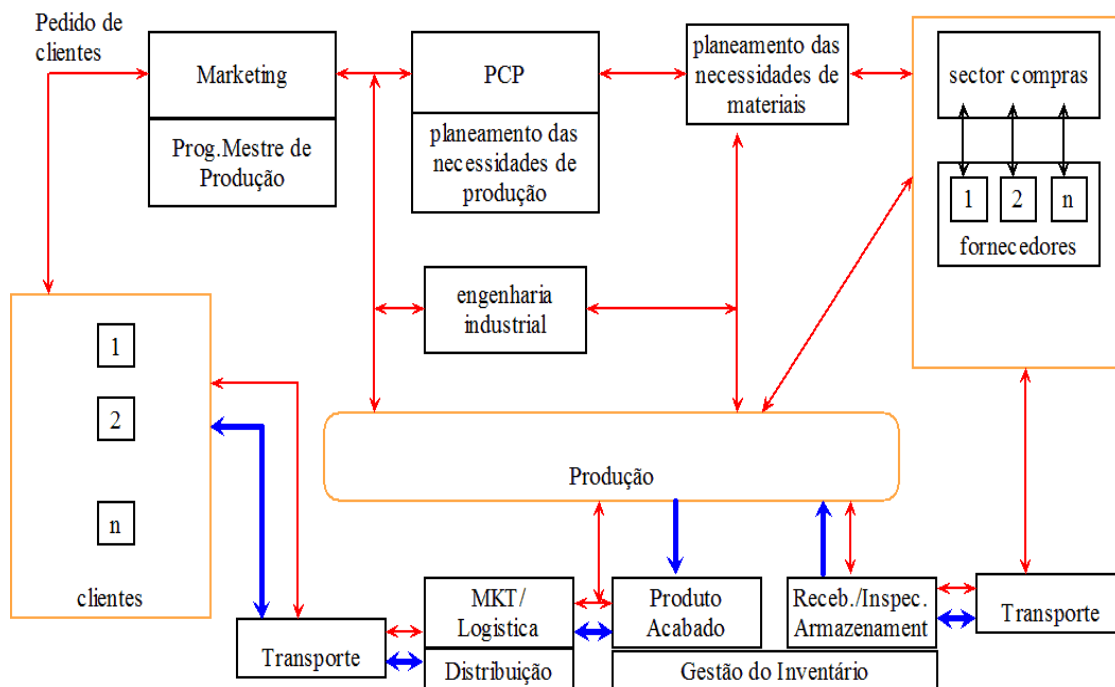 Pedido de
clientes
Marketing
Prog.Mestre de
Produção
PCP
planeamento das
necessidades de
produção
planeamento das
necessidades de
materiais
sector compras
1
2
n
fornecedores
engenharia
industrial
1
2
n
clientes
Produção
Transporte
MKT/
Logistica
Distribuição
Produto
Acabado
Receb./Inspec.
Armazenament
Gestão do Inventário
Transporte